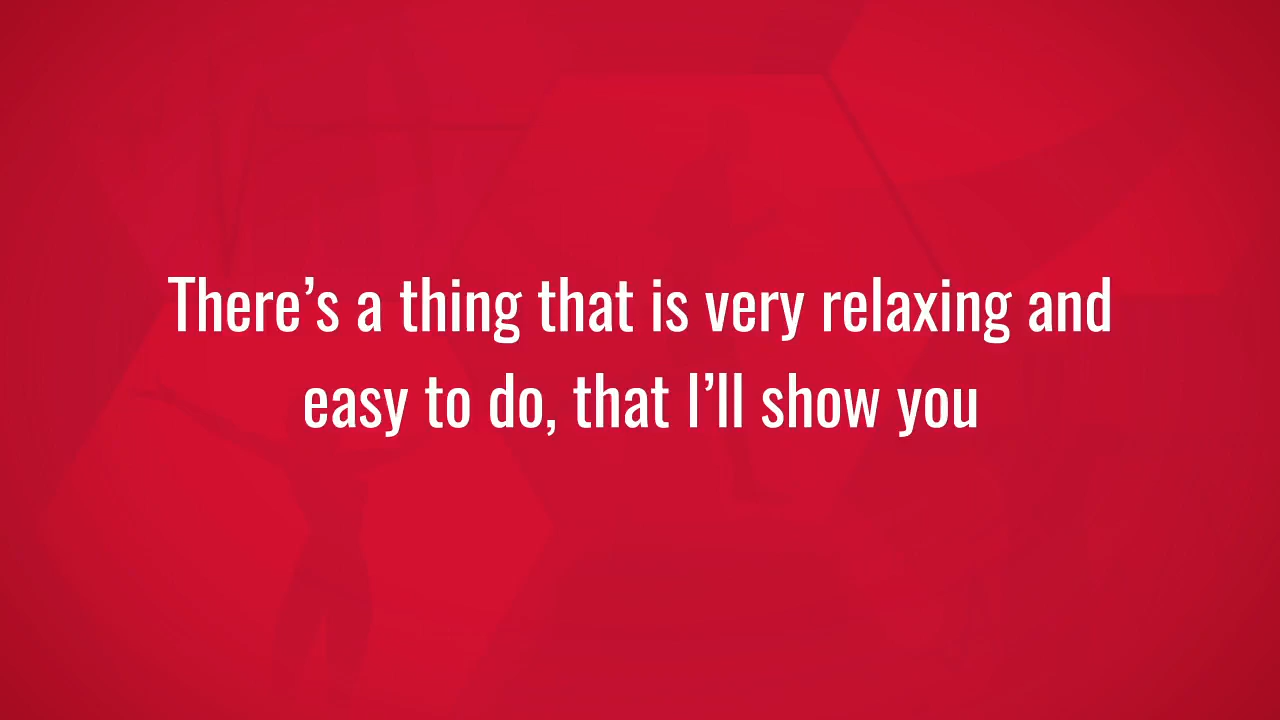 There’s a thing that is very relaxing and
easy to do, that I’ll show you